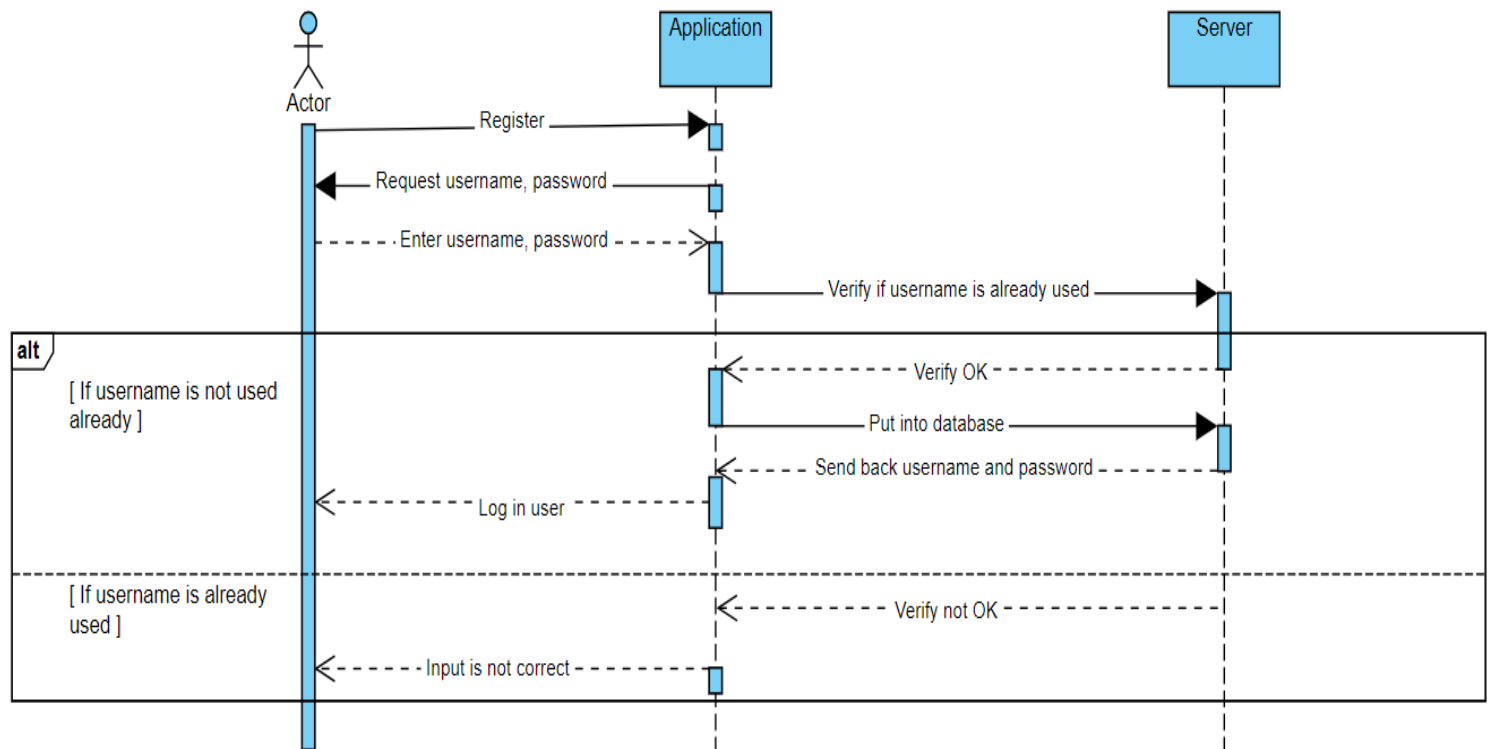 Application
Server
Actor
Register
Request username, password
Enter username, password
Verify if username is already used
alt
[ If username is not used
already ]
Verify OK
Put into database
Send back username and password
Log in user
[ If username is already
used ]
Verify not OK
Input is not correct